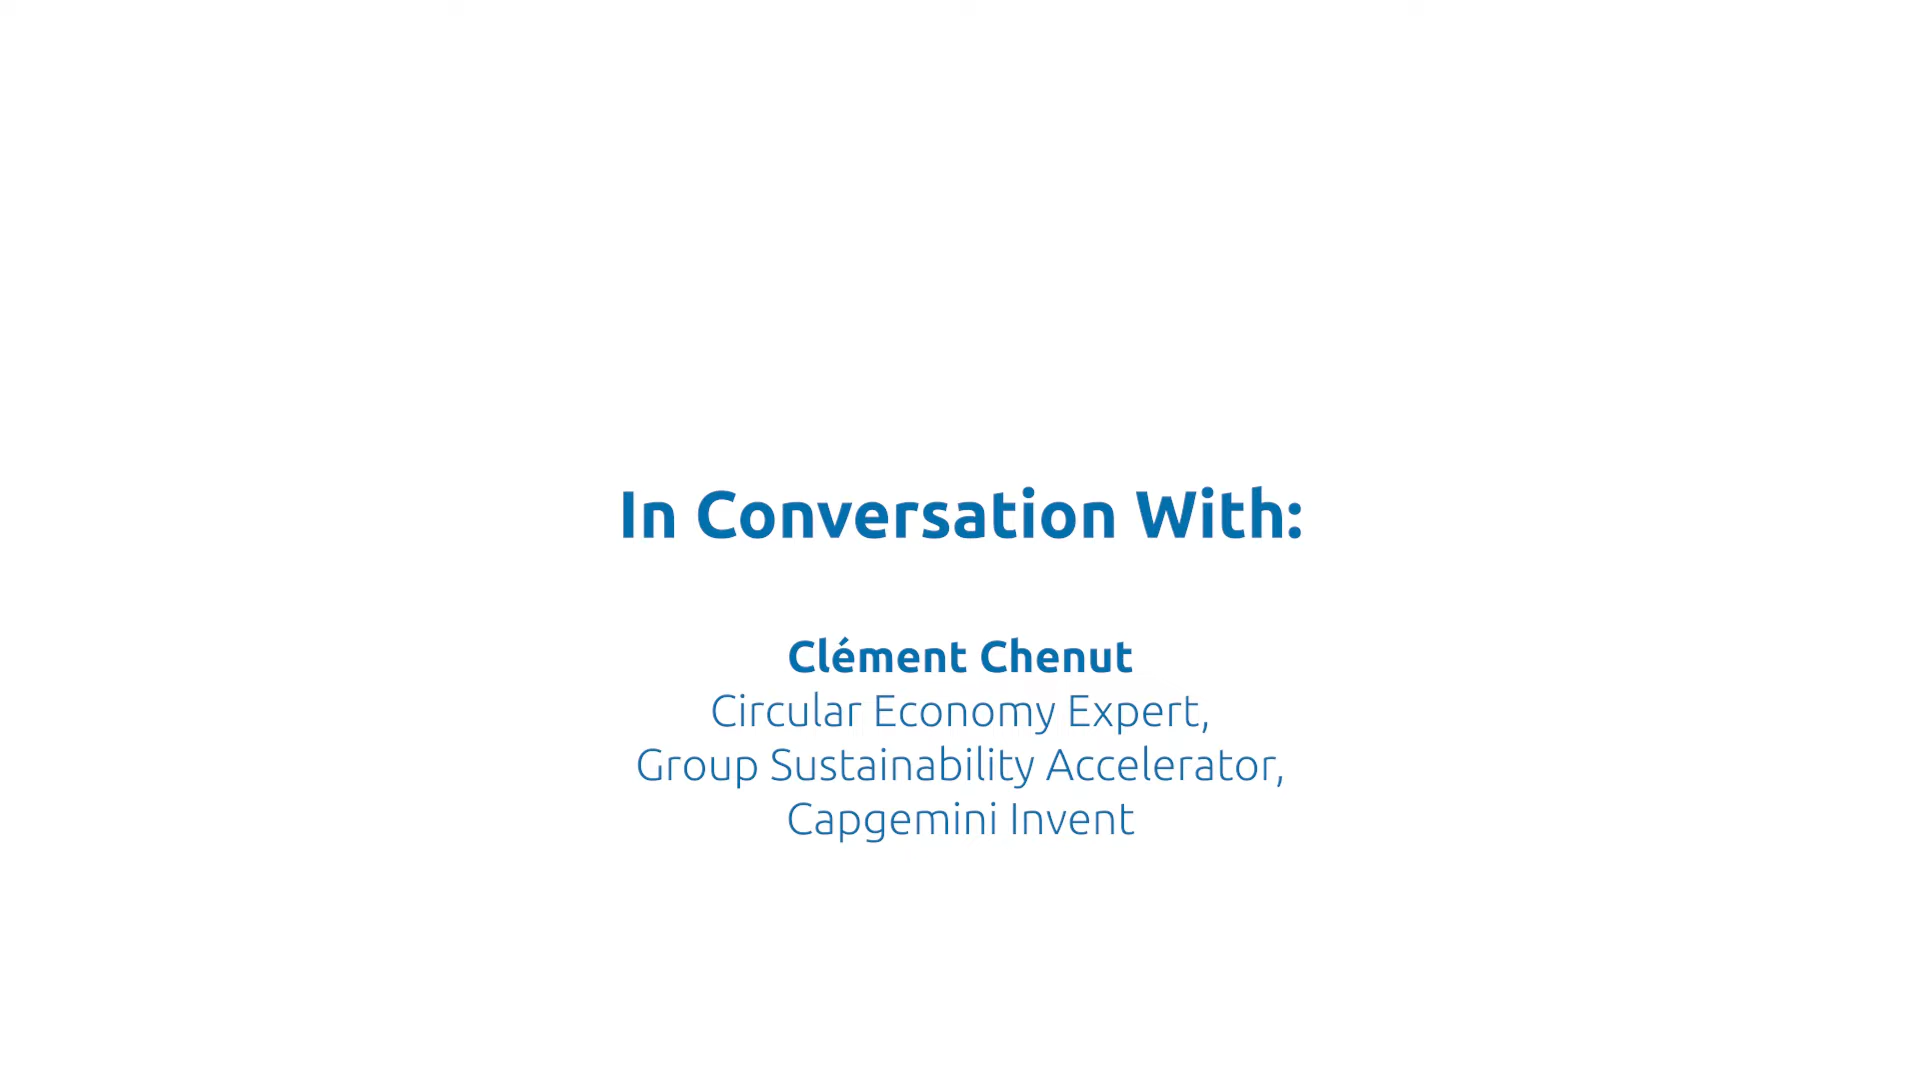 In Conversation With:
Clément Chenut
Circular Economy Expert,
Group Sustainability Accelerator,
Capgemini Invent